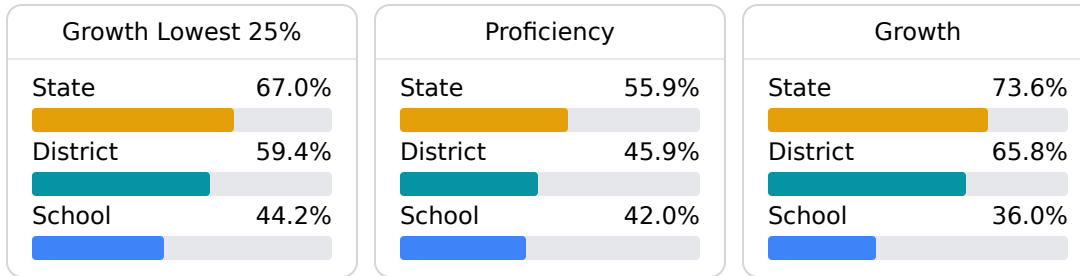 Growth Lowest 25%
State 67.0%
District 59.4%
School 44.2%
Proficiency
State 55.9%
District 45.9%
School 42.0%
Growth
State 73.6%
District 65.8%
School 36.0%